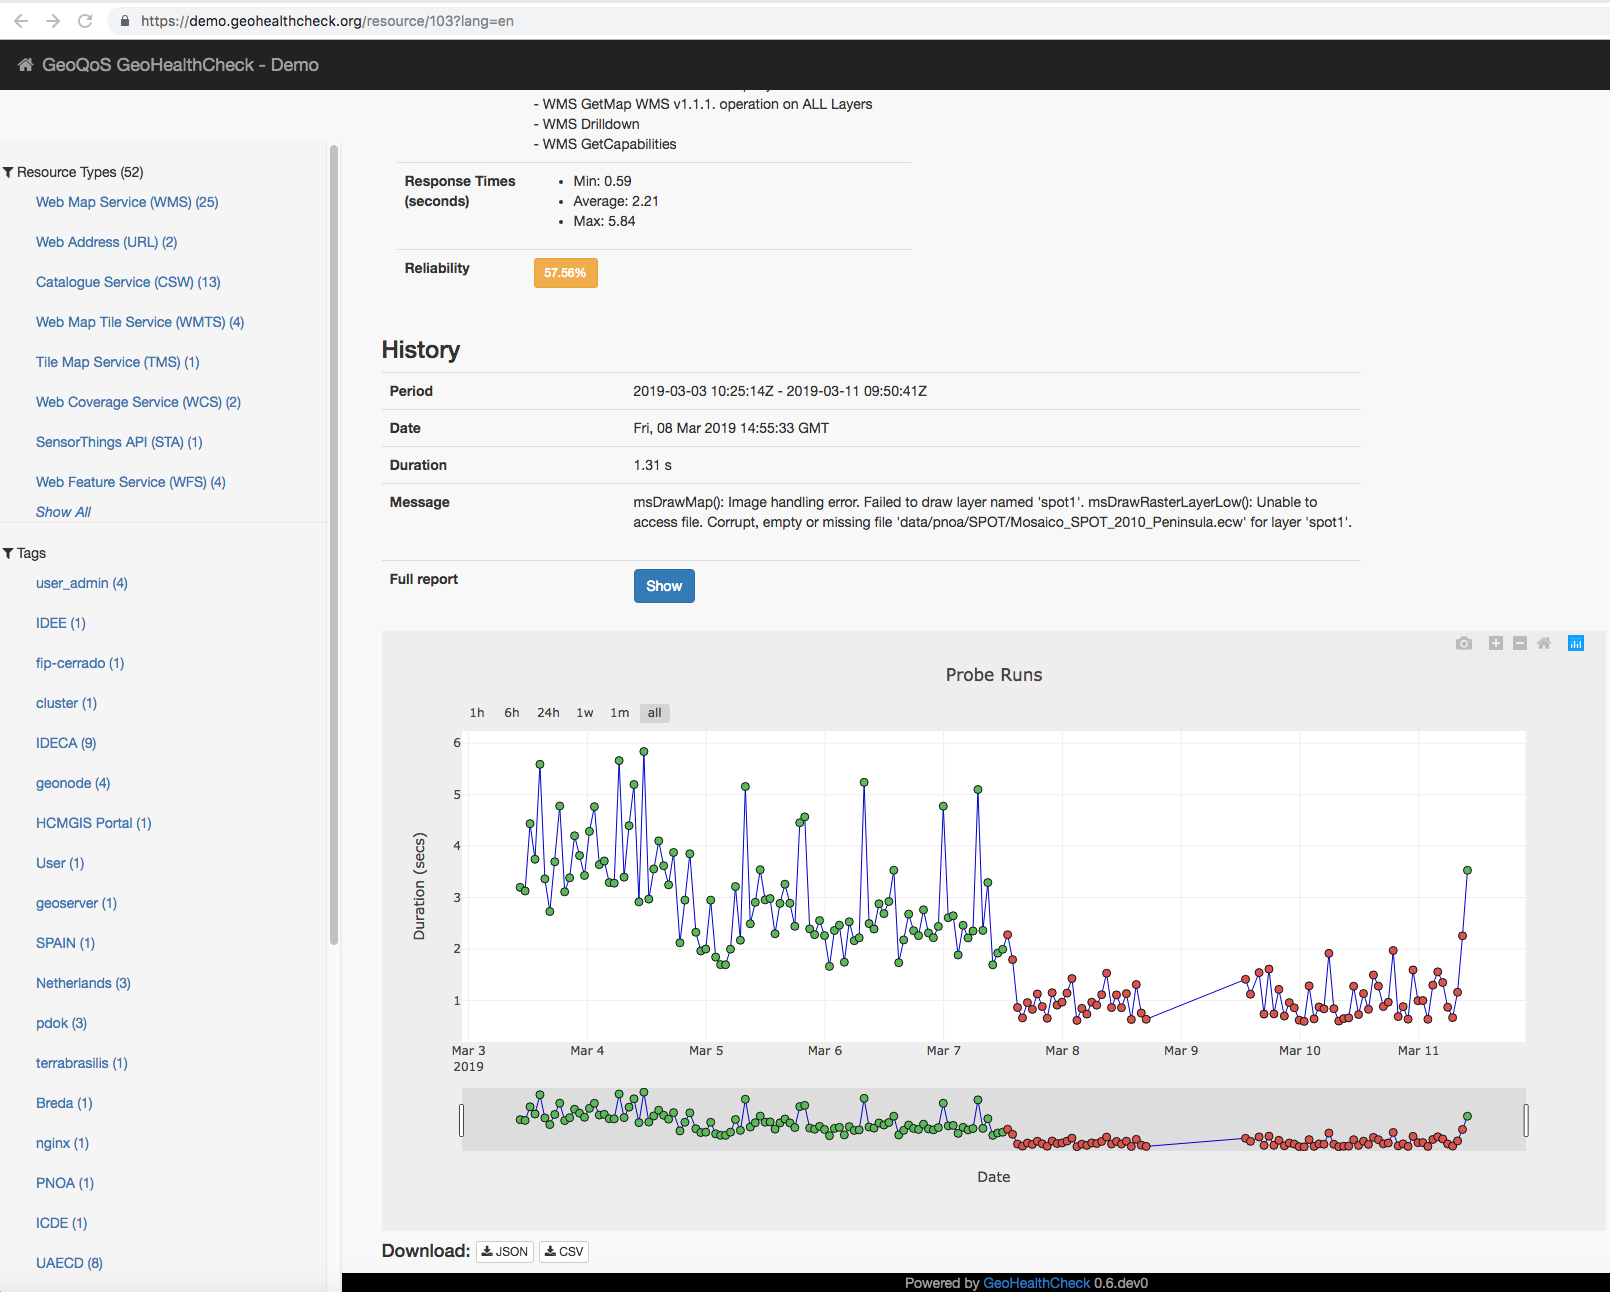 https://demo.geohealthcheck.org/resource/103?lang=en
GeoQoS GeoHealthCheck - Demo
- WMS GetMap WMS v1.1.1. operation on ALL Layers
- WMS Drilldown
- WMS GetCapabilities
Response Times (seconds)
• Min: 0.59
• Average: 2.21
• Max: 5.84
Reliability
57.56%
Resource Types (52)
Web Map Service (WMS) (25)
Web Address (URL) (2)
Catalogue Service (CSW) (13)
Web Map Tile Service (WMTS) (4)
Tile Map Service (TMS) (1)
Web Coverage Service (WCS) (2)
SensorThings API (STA) (1)
Web Feature Service (WFS) (4)
Show All
Tags
user_admin (4)
IDEE (1)
fip-cerrado (1)
cluster (1)
IDECA (9)
geonode (4)
HCMGIS Portal (1)
User (1)
geoserver (1)
SPAIN (1)
Netherlands (3)
pdok (3)
terrabrasilis (1)
Breda (1)
nginx (1)
PNOA (1)
ICDE (1)
UAECD (8)
History
Period 2019-03-03 10:25:14Z - 2019-03-11 09:50:41Z
Date Fri, 08 Mar 2019 14:55:33 GMT
Duration 1.31 s
Message msDrawMap(): Image handling error. Failed to draw layer named 'spot1'. msDrawRasterLayerLow(): Unable to
access file. Corrupt, empty or missing file 'data/pnoa/SPOT/Mosaico_SPOT_2010_Peninsula.ecw' for layer 'spot1'.
Full report Show
Probe Runs
1h 6h 24h 1w 1m all
6
5
4
3
2
1
Duration (secs)
Mar 3 Mar 4 Mar 5 Mar 6 Mar 7 Mar 8 Mar 9 Mar 10 Mar 11
2019
Date
Download: JSON CSV
Powered by GeoHealthCheck 0.6.dev0